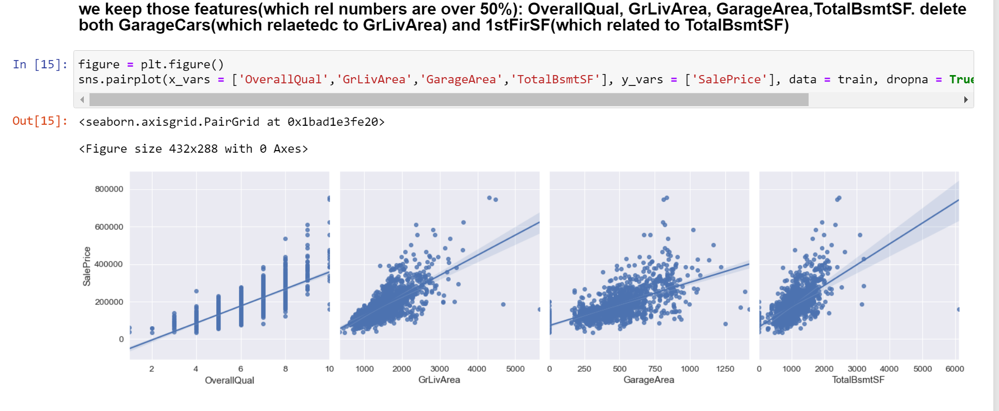 we keep those features(which rel numbers are over 50%): OverallQual, GrLivArea, GarageArea,TotalBsmtSF. delete
both GarageCars(which relaetedc to GrLivArea) and 1stFirSF(which related to TotalBsmtSF)
In [15]:
figure = plt.figure()
sns.pairplot(x_vars = ['OverallQual','GrLivArea','GarageArea','TotalBsmtSF'], y_vars = ['SalePrice'], data = train, dropna = True
Out[15]:
<seaborn.axisgrid.PairGrid at 0x1bad1e3fe20>
<Figure size 432x288 with 0 Axes>
800000
600000
400000
200000
0
SalePrice
2 4 6 8 10
OverallQual
1000 2000 3000 4000 5000
GrLivArea
0 250 500 750 1000 1250
GarageArea
0 1000 2000 3000 4000 5000 6000
TotalBsmtSF